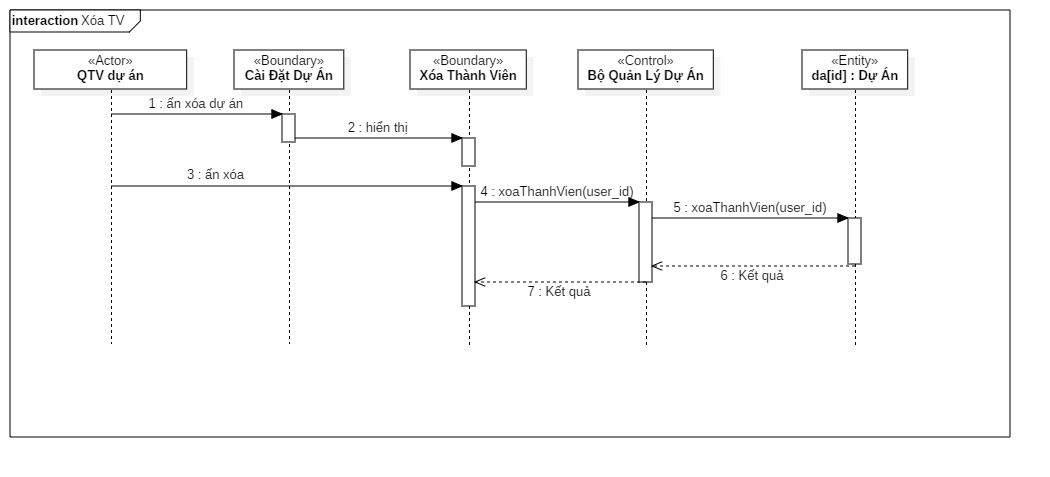 interaction Xóa TV
«Actor»
QTV dự án
«Boundary»
Cài Đặt Dự Án
«Boundary»
Xóa Thành Viên
«Control»
Bộ Quản Lý Dự Án
«Entity»
da[id] : Dự Án
1 : ấn xóa dự án
2 : hiển thị
3 : ấn xóa
4 : xoaThanhVien(user_id)
5 : xoaThanhVien(user_id)
6 : Kết quả
7 : Kết quả